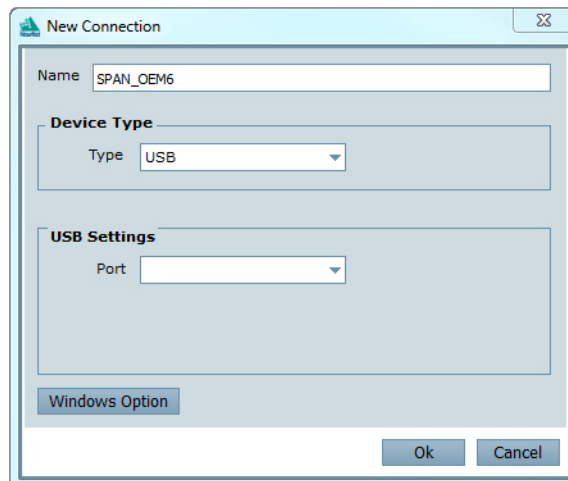 New Connection
Name SPAN_OEM6
Device Type
Type USB
USB Settings
Port
Windows Option
Ok Cancel